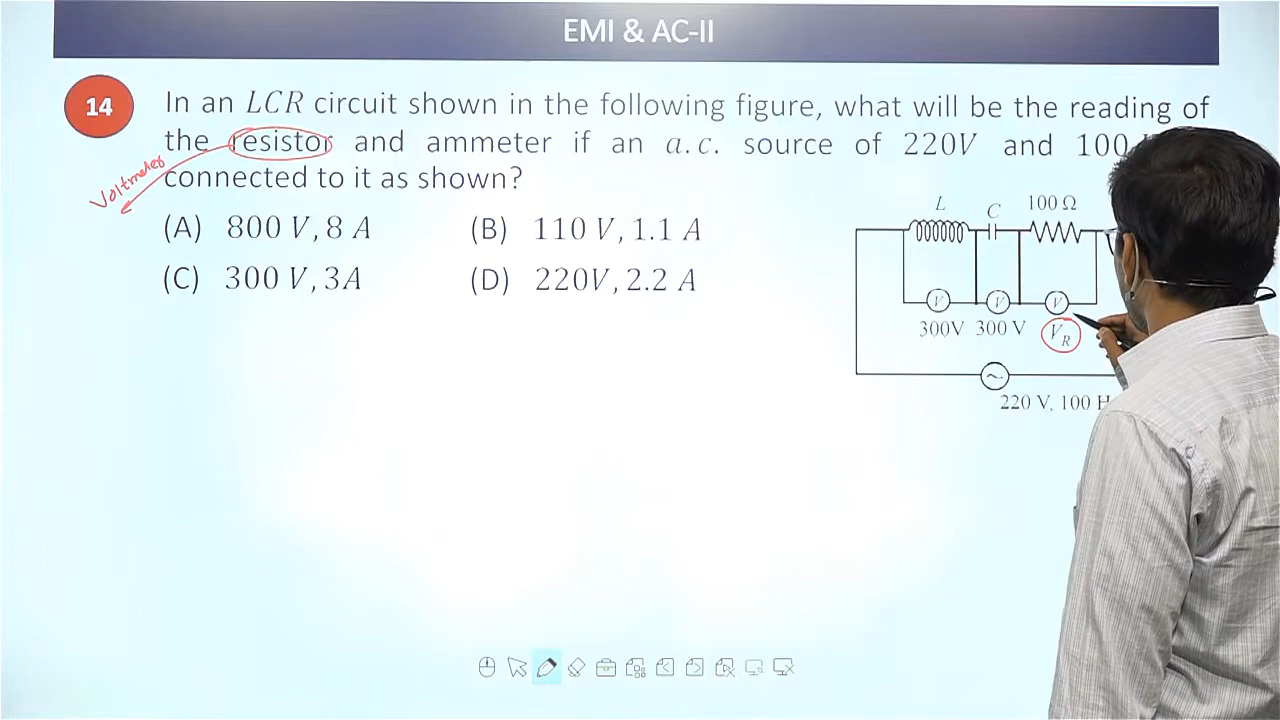 EMI & AC-II
14
In an LCR circuit shown in the following figure, what will be the reading of
the resistor and ammeter if an a.c. source of 220V and 100
connected to it as shown?
Voltmeter
(A) 800 V, 8 A (B) 110 V, 1.1 A
(C) 300 V, 3A (D) 220V, 2.2 A
L C 100 Ω
V V V
300V 300 V V_R
220 V, 100 H